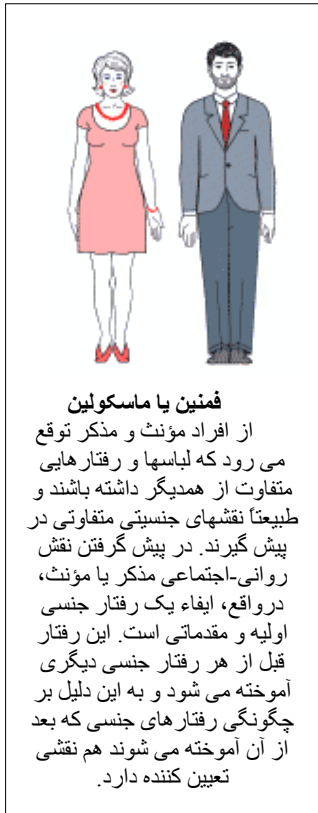 فمنین یا ماسکولین
از افراد مؤنث و مذکر توقع
می رود که لباسها و رفتارهایی
متفاوت از همدیگر داشته باشند و
طبیعتاً نقشهای جنسیتی متفاوتی در
پیش گیرند. در پیش گرفتن نقش
روانی-اجتماعی مذکر یا مؤنث،
درواقع، ایفاء یک رفتار جنسی
اولیه و مقدماتی است. این رفتار
قبل از هر رفتار جنسی دیگری
آموخته می شود و به این دلیل بر
چگونگی رفتارهای جنسی که بعد
از آن آموخته می شوند هم نقشی
تعیین کننده دارد.